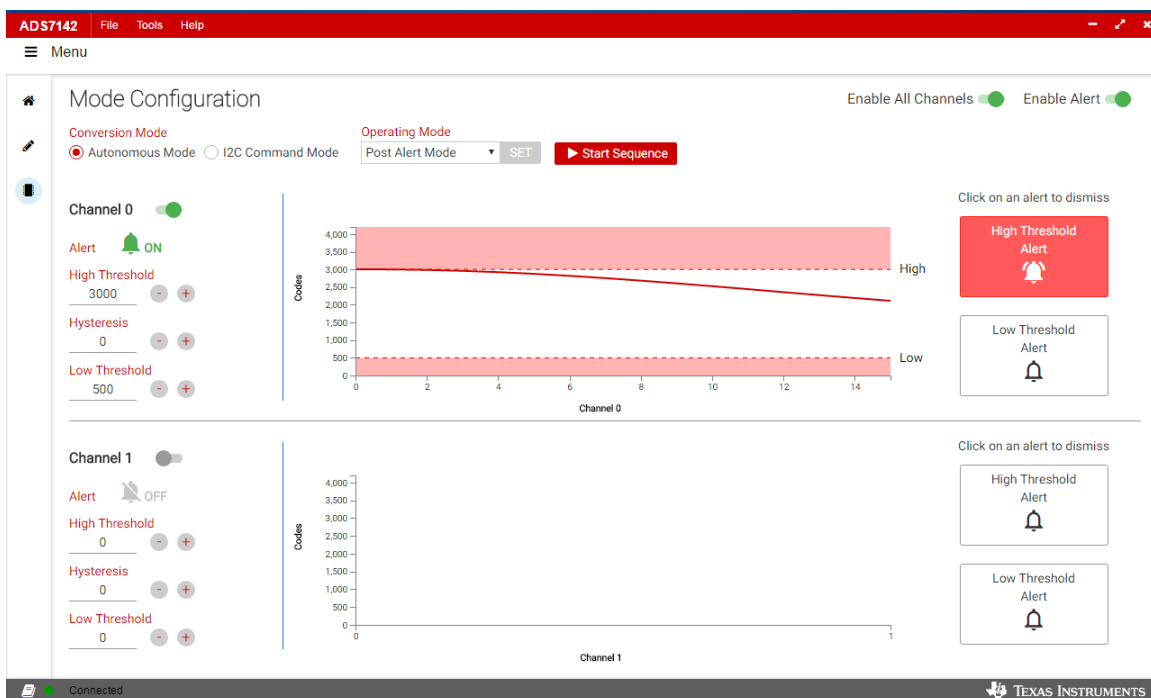 ADS7142 File Tools Help
Menu
Mode Configuration
Enable All Channels Enable Alert
Conversion Mode
Autonomous Mode I2C Command Mode
Operating Mode
Post Alert Mode SET Start Sequence
Channel 0
Alert ON
High Threshold
3000 - +
Hysteresis
0 - +
Low Threshold
500 - +
Codes
4,000
3,500
3,000
2,500
2,000
1,500
1,000
500
0
0 2 4 6 8 10 12 14
Channel 0
High
Low
Click on an alert to dismiss
High Threshold
Alert
Low Threshold
Alert
Channel 1
Alert OFF
High Threshold
0 - +
Hysteresis
0 - +
Low Threshold
0 - +
Codes
4,000
3,500
3,000
2,500
2,000
1,500
1,000
500
0
0 1
Channel 1
Click on an alert to dismiss
High Threshold
Alert
Low Threshold
Alert
Connected
TEXAS INSTRUMENTS